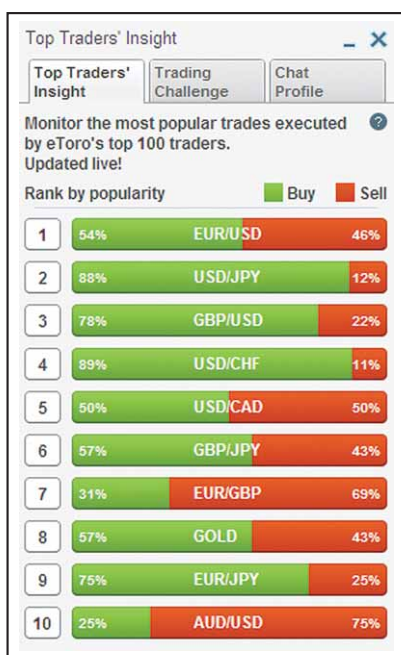 Top Traders' Insight
Top Traders' Insight
Trading Challenge
Chat Profile
Monitor the most popular trades executed
by eToro's top 100 traders.
Updated live!
?
Rank by popularity Buy Sell
1 54% EUR/USD 46%
2 88% USD/JPY 12%
3 78% GBP/USD 22%
4 89% USD/CHF 11%
5 50% USD/CAD 50%
6 57% GBP/JPY 43%
7 31% EUR/GBP 69%
8 57% GOLD 43%
9 75% EUR/JPY 25%
10 25% AUD/USD 75%